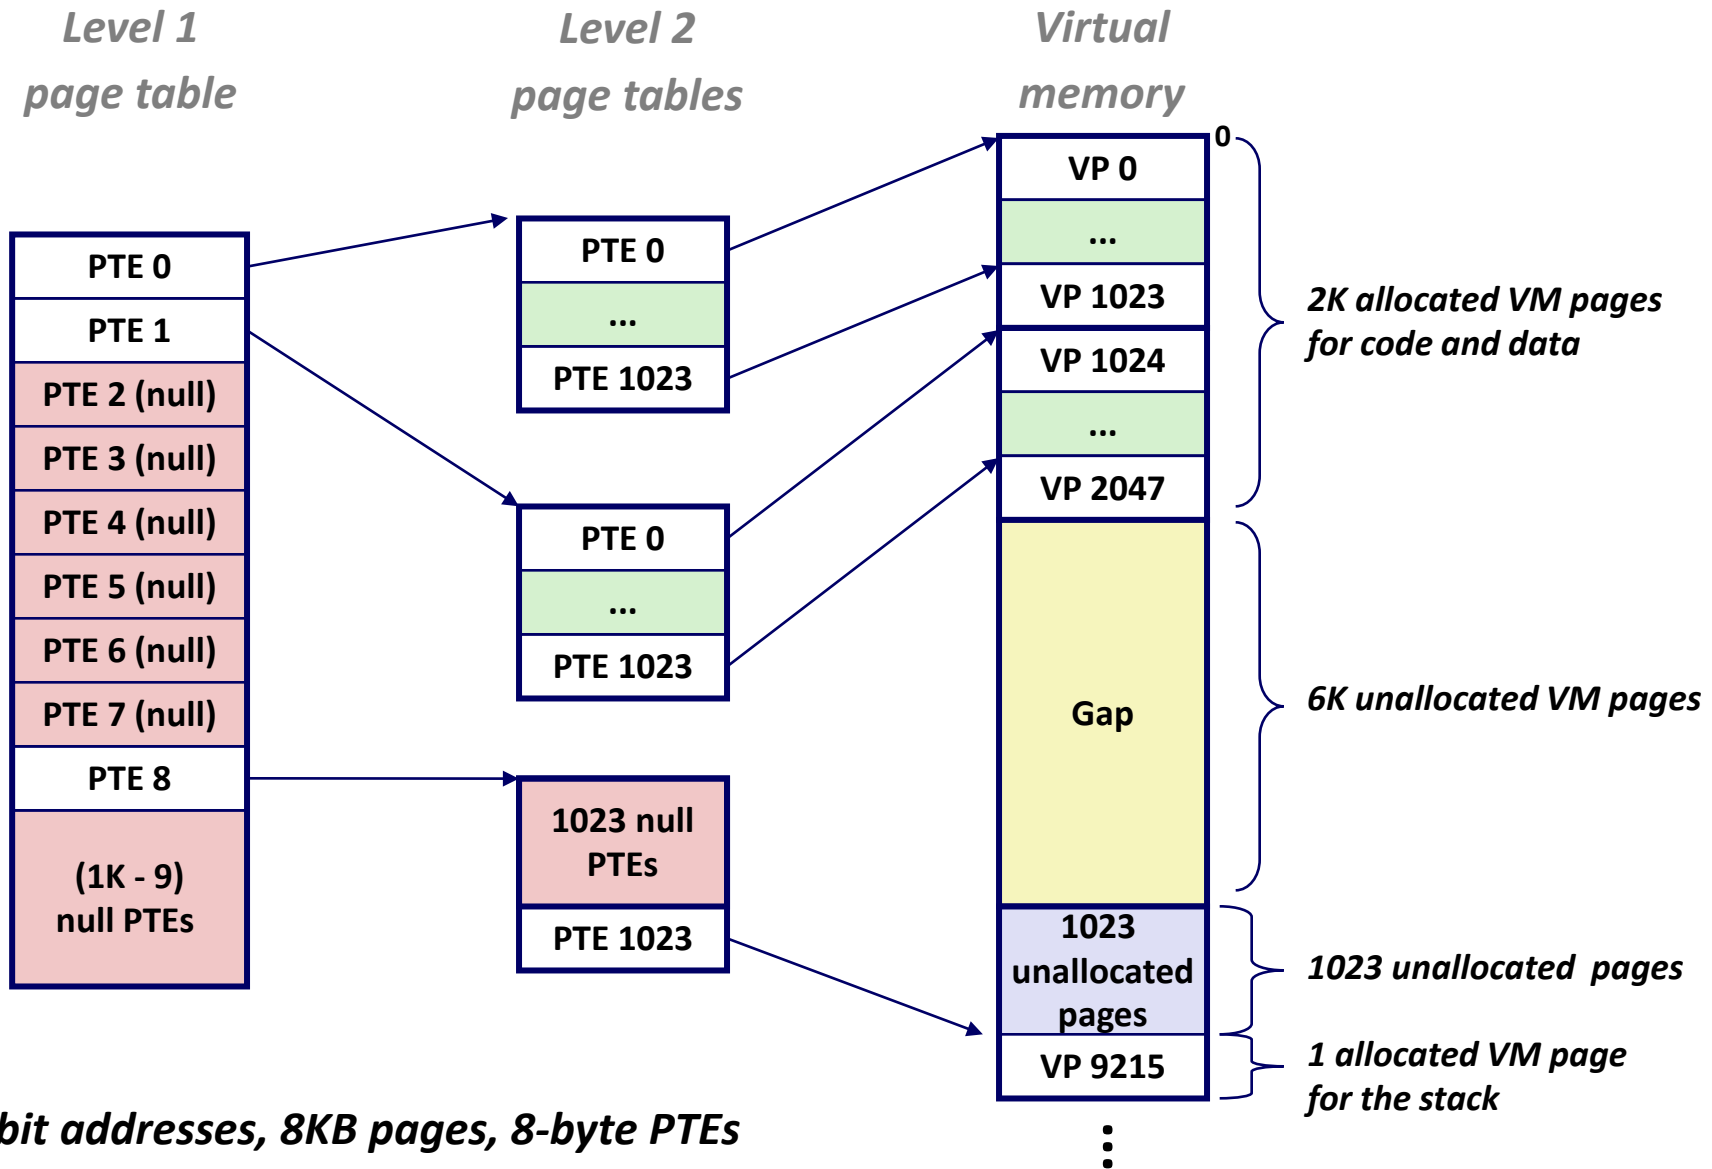 Level 1
page table
Level 2
page tables
Virtual
memory
PTE 0
PTE 1
PTE 2 (null)
PTE 3 (null)
PTE 4 (null)
PTE 5 (null)
PTE 6 (null)
PTE 7 (null)
PTE 8
(1K - 9)
null PTEs
PTE 0
...
PTE 1023
PTE 0
...
PTE 1023
1023 null
PTEs
PTE 1023
0
VP 0
...
VP 1023
VP 1024
...
VP 2047
Gap
1023
unallocated
pages
VP 9215
2K allocated VM pages
for code and data
6K unallocated VM pages
1023 unallocated pages
1 allocated VM page
for the stack
bit addresses, 8KB pages, 8-byte PTEs